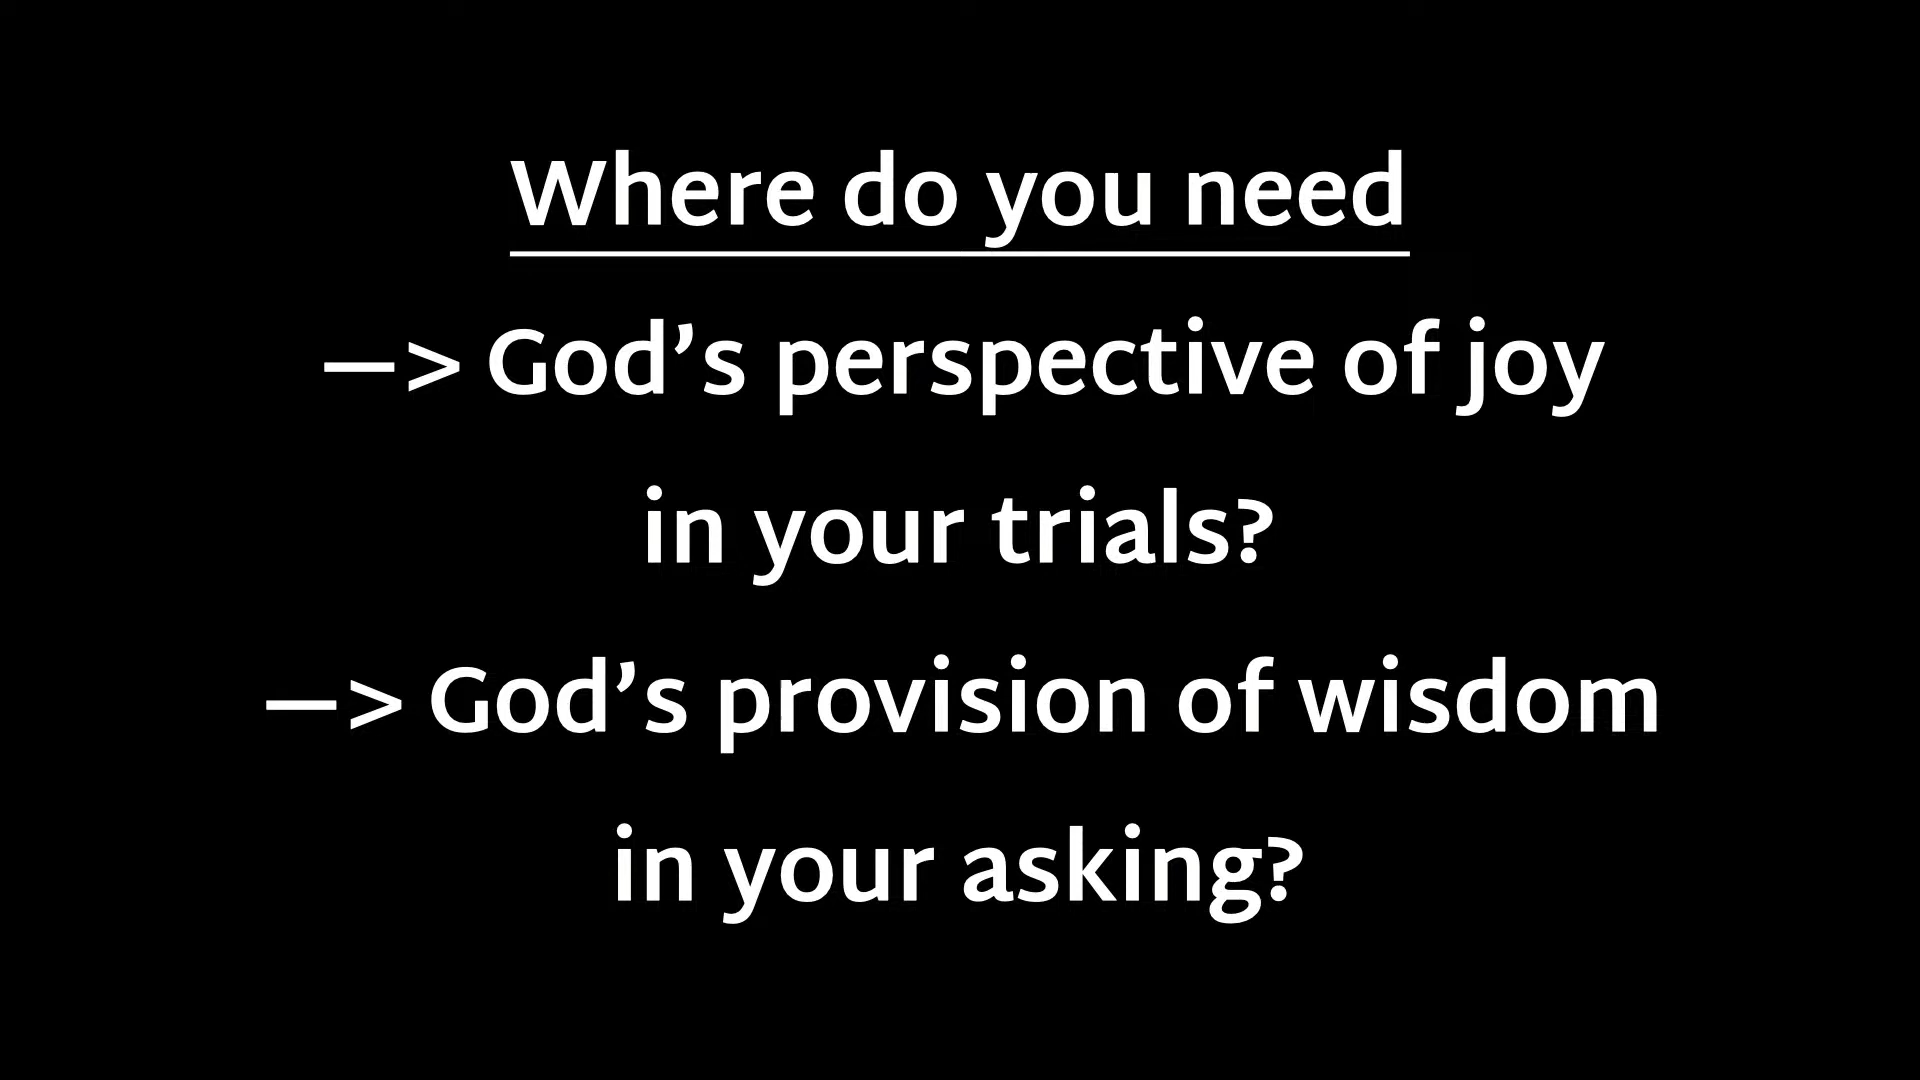 Where do you need
—> God’s perspective of joy
in your trials?
—> God’s provision of wisdom
in your asking?